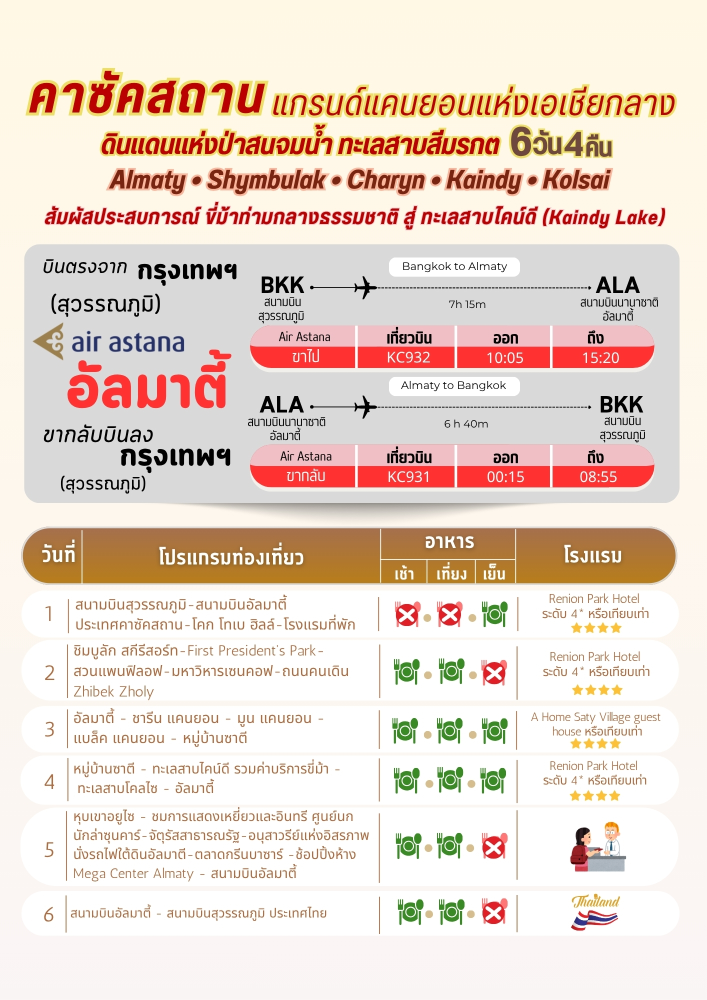 คาซัคสถาน แกรนด์แคนยอนแห่งเอเชียกลาง
ดินแดนแห่งป่าสนจมน้ำ ทะเลสาบสีมรกต 6วัน4คืน
Almaty • Shymbulak • Charyn • Kaindy • Kolsai
สัมผัสประสบการณ์ ขี่ม้าท่ามกลางธรรมชาติ สู่ ทะเลสาบไคน์ดี (Kaindy Lake)
บินตรงจาก กรุงเทพฯ
(สุวรรณภูมิ)
air astana
อัลมาตี้
ขากลับบินลง
กรุงเทพฯ
(สุวรรณภูมิ)
Bangkok to Almaty
BKK ALA
สนามบิน
สุวรรณภูมิ
7h 15m
สนามบินนานาชาติ
อัลมาตี้
Air Astana เที่ยวบิน ออก ถึง
ขาไป KC932 10:05 15:20
Almaty to Bangkok
ALA BKK
สนามบินนานาชาติ
อัลมาตี้
6 h 40m
สนามบิน
สุวรรณภูมิ
Air Astana เที่ยวบิน ออก ถึง
ขากลับ KC931 00:15 08:55
วันที่ โปรแกรมท่องเที่ยว อาหาร โรงแรม
เช้า เที่ยง เย็น
1
สนามบินสุวรรณภูมิ-สนามบินอัลมาตี้
ประเทศคาซัคสถาน-โคก โทเบ ฮิลล์-โรงแรมที่พัก
Renion Park Hotel
ระดับ 4* หรือเทียบเท่า
2
ชิมบูลัก สกีรีสอร์ท-First President's Park-
สวนแพนฟิลอฟ-มหาวิหารเซนคอฟ-ถนนคนเดิน
Zhibek Zholy
Renion Park Hotel
ระดับ 4* หรือเทียบเท่า
3
อัลมาตี้ - ชารีน แคนยอน - มูน แคนยอน -
แบล็ค แคนยอน - หมู่บ้านซาตี
A Home Saty Village guest
house หรือเทียบเท่า
4
หมู่บ้านซาตี - ทะเลสาบไคน์ดี รวมค่าบริการขี่ม้า -
ทะเลสาบโคลไซ - อัลมาตี้
Renion Park Hotel
ระดับ 4* หรือเทียบเท่า
5
หุบเขาอยูไซ - ชมการแสดงเหยี่ยวและอินทรี ศูนย์นก
นักล่าซุนคาร์-จัตุรัสสาธารณรัฐ-อนุสาวรีย์แห่งอิสรภาพ
นั่งรถไฟใต้ดินอัลมาตี-ตลาดกรีนบาซาร์ -ช้อปปิ้งห้าง
Mega Center Almaty - สนามบินอัลมาตี้
6
สนามบินอัลมาตี้ - สนามบินสุวรรณภูมิ ประเทศไทย
Thailand